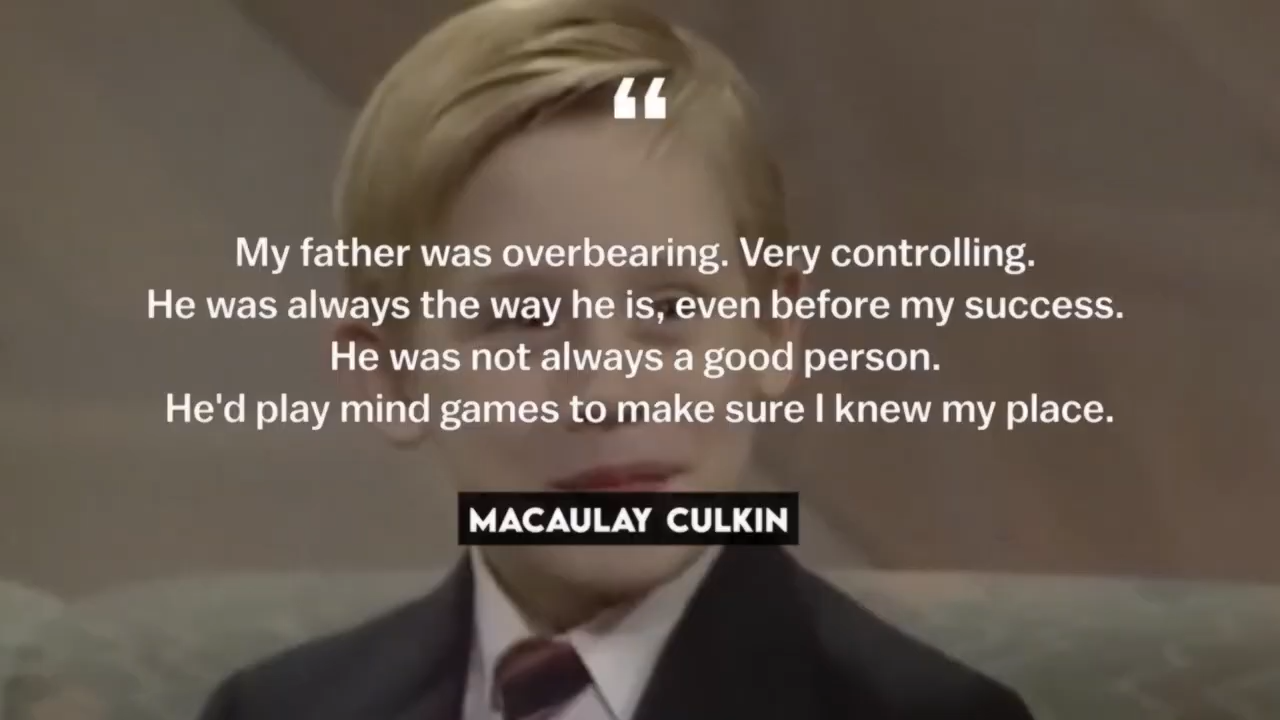 “
My father was overbearing. Very controlling.
He was always the way he is, even before my success.
He was not always a good person.
He'd play mind games to make sure I knew my place.
MACAULAY CULKIN